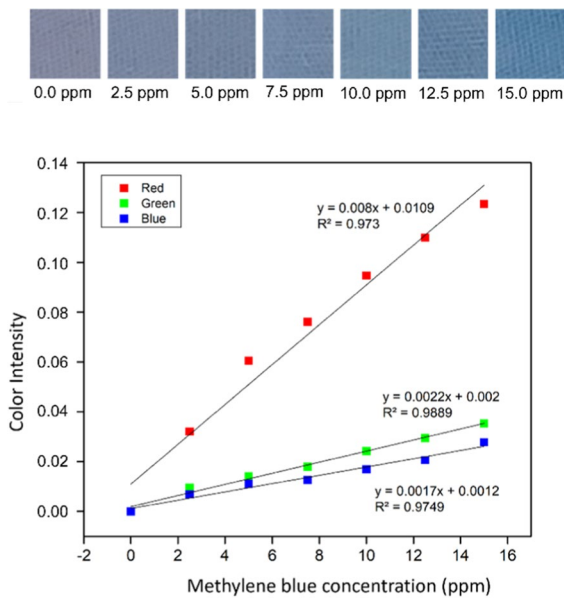 0.0 ppm 2.5 ppm 5.0 ppm 7.5 ppm 10.0 ppm 12.5 ppm 15.0 ppm
0.14
Red
Green
Blue
y = 0.008x + 0.0109
R² = 0.973
0.12
0.10
0.08
Color Intensity
0.06
0.04
y = 0.0022x + 0.002
R² = 0.9889
0.02
y = 0.0017x + 0.0012
R² = 0.9749
0.00
-2 0 2 4 6 8 10 12 14 16
Methylene blue concentration (ppm)